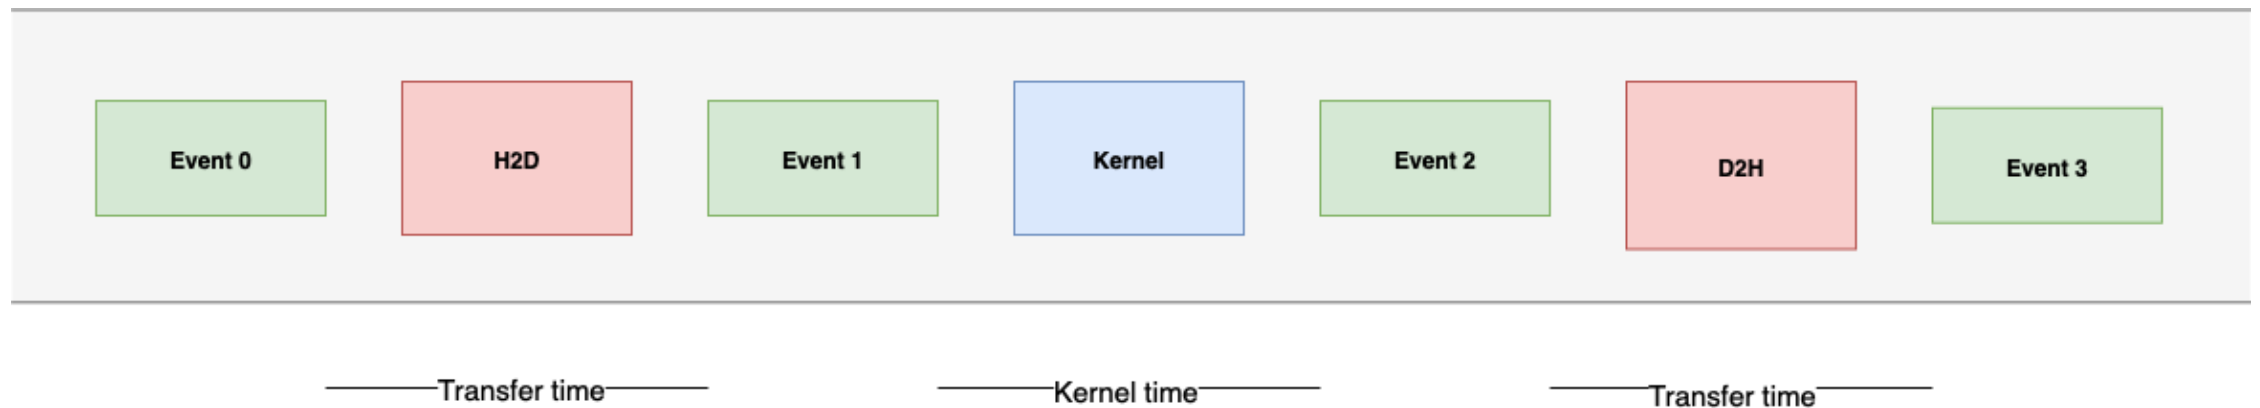 Event 0
H2D
Event 1
Kernel
Event 2
D2H
Event 3
Transfer time
Kernel time
Transfer time